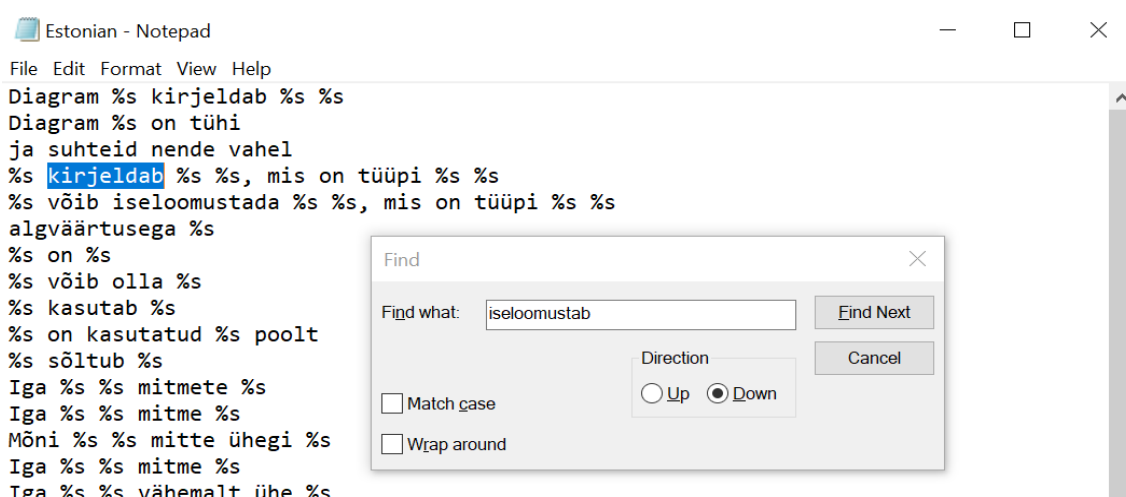 Estonian - Notepad
File Edit Format View Help
Diagram %s kirjeldab %s %s
Diagram %s on tühi
ja suhteid nende vahel
%s kirjeldab %s %s, mis on tüüpi %s %s
%s võib iseloomustada %s %s, mis on tüüpi %s %s
algväärtusega %s
%s on %s
%s võib olla %s
%s kasutab %s
%s on kasutatud %s poolt
%s sõltub %s
Iga %s %s mitmete %s
Iga %s %s mitme %s
Mõni %s %s mitte ühegi %s
Iga %s %s mitme %s
Iga %s %s vähemalt ühe %s
Find
Find what: iseloomustab Find Next
Direction Cancel
Up Down
Match case
Wrap around